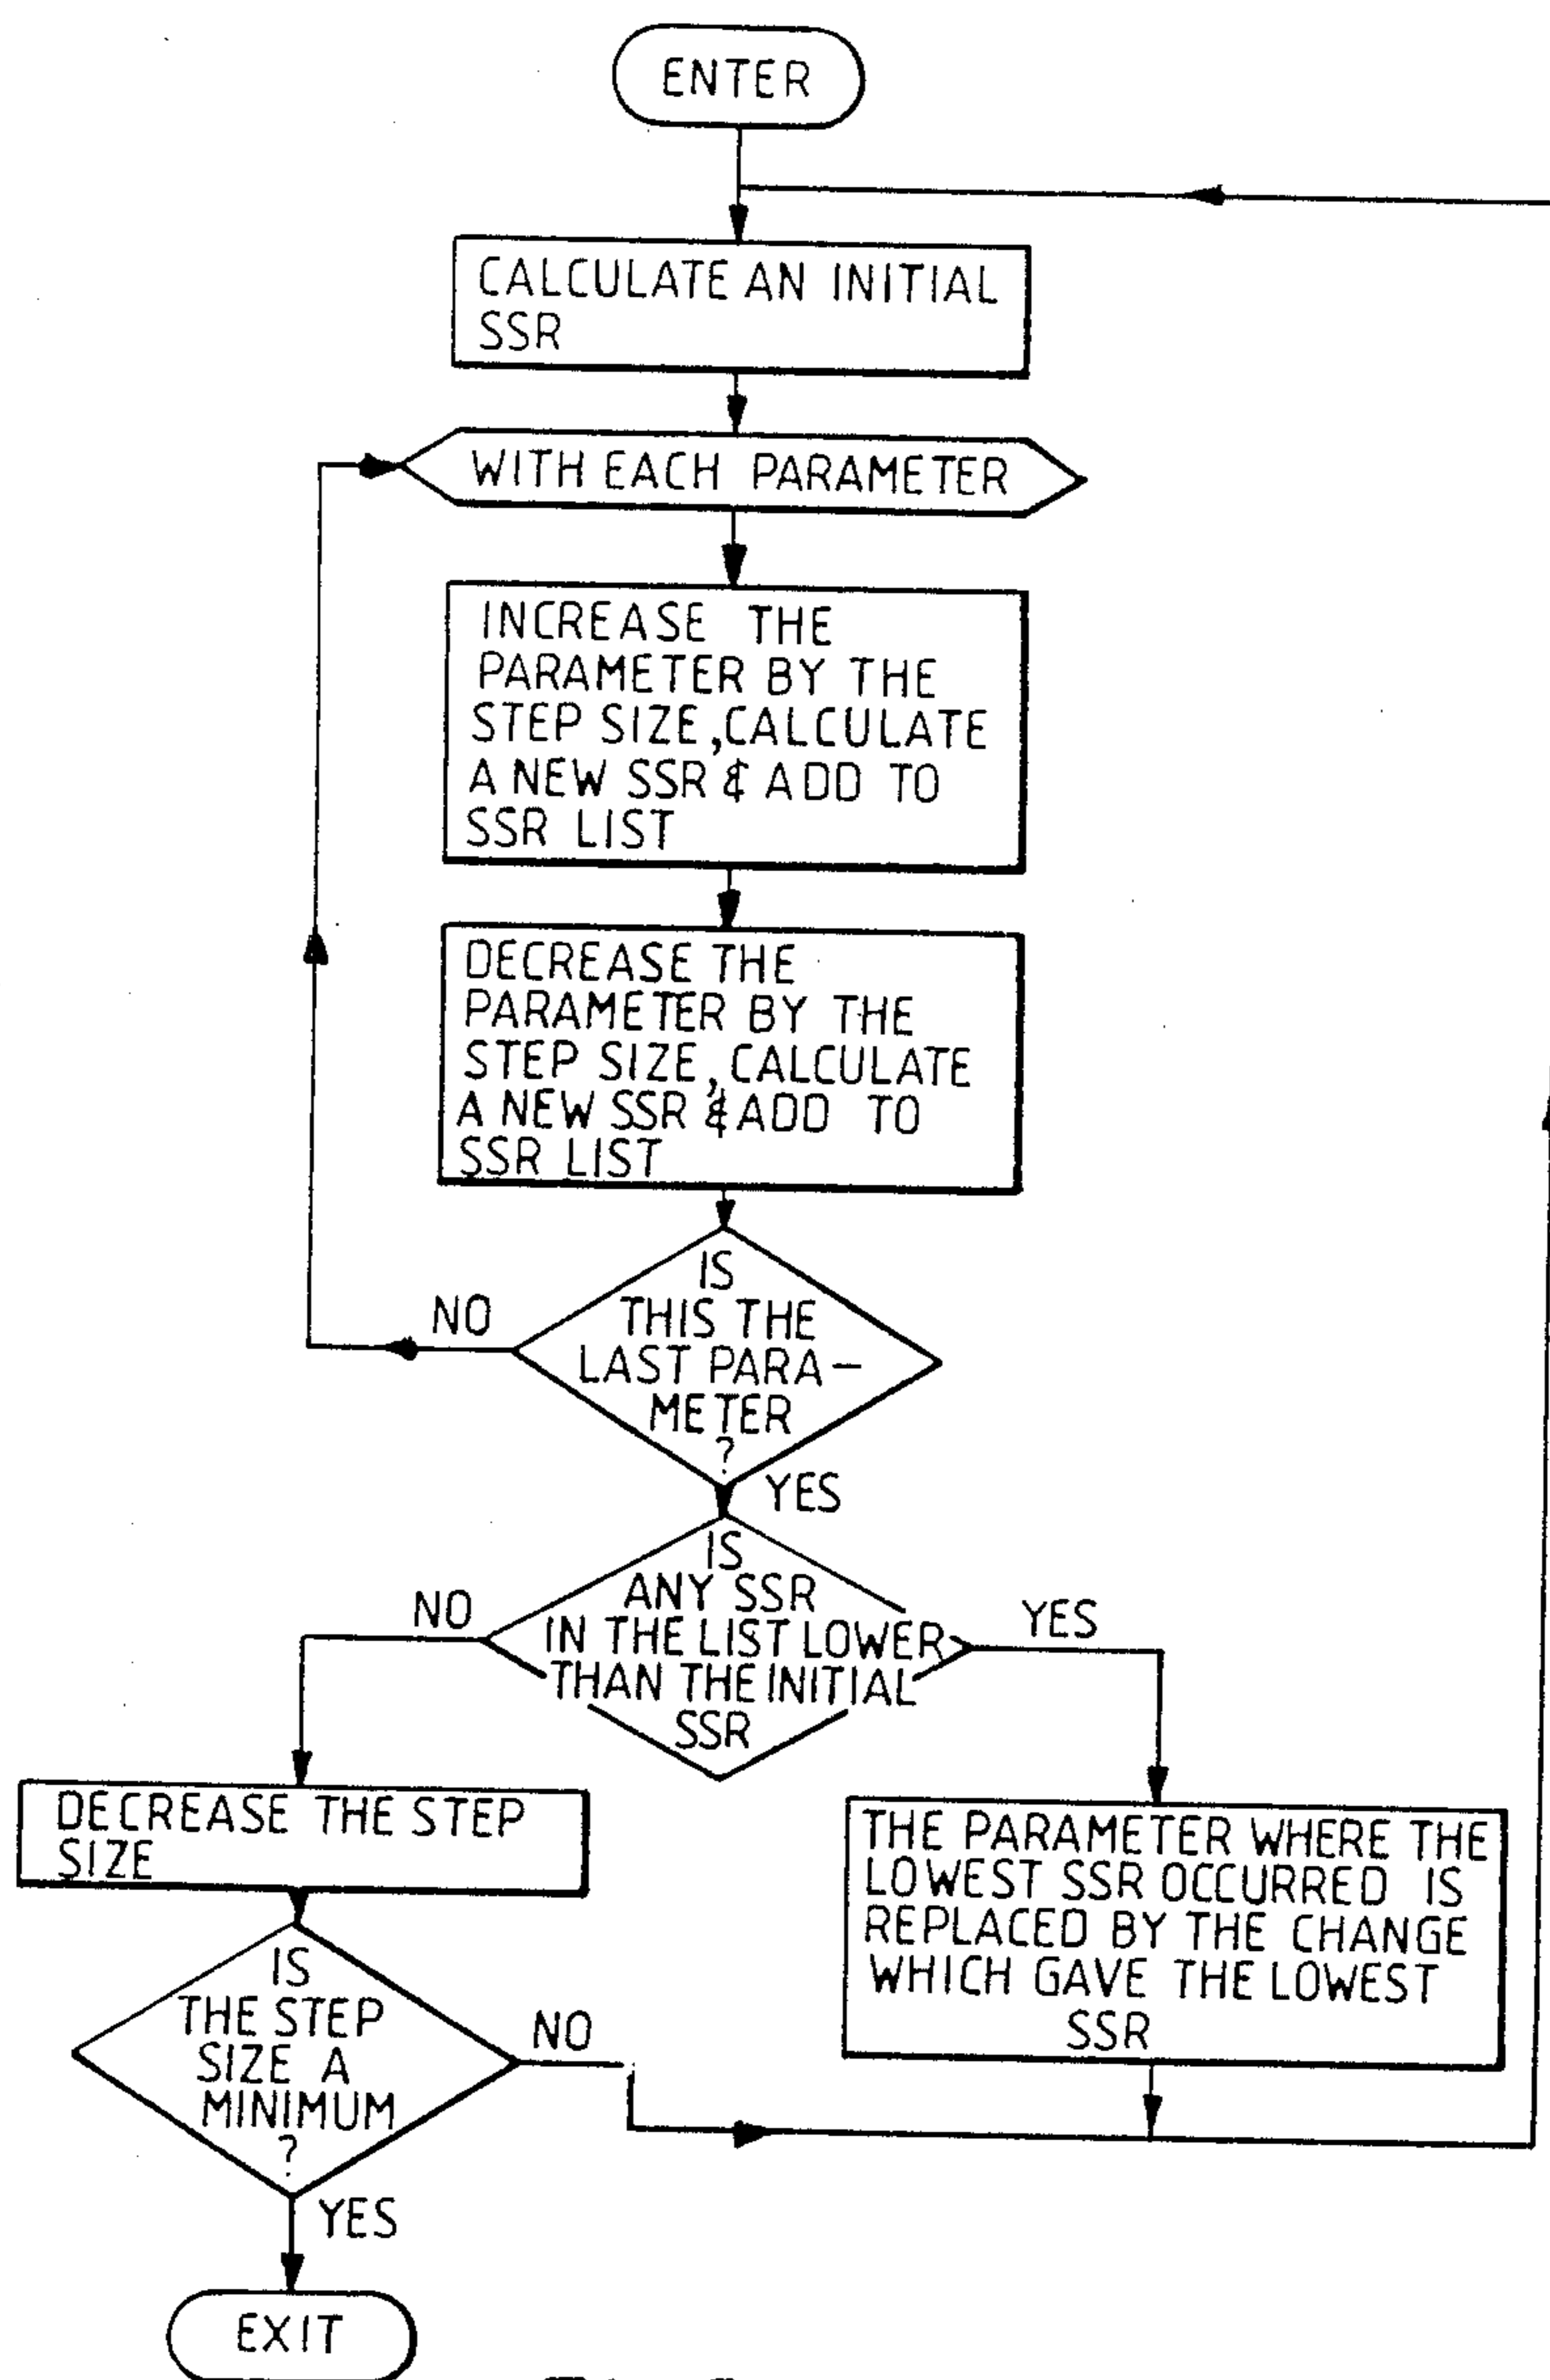 ENTER
CALCULATE AN INITIAL
SSR
WITH EACH PARAMETER
INCREASE THE
PARAMETER BY THE
STEP SIZE, CALCULATE
A NEW SSR & ADD TO
SSR LIST
DECREASE THE
PARAMETER BY THE
STEP SIZE, CALCULATE
A NEW SSR & ADD TO
SSR LIST
IS
THIS THE
LAST PARA-
METER
?
NO
YES
IS
ANY SSR
IN THE LIST LOWER
THAN THE INITIAL
SSR
NO
YES
DECREASE THE STEP
SIZE
THE PARAMETER WHERE THE
LOWEST SSR OCCURRED IS
REPLACED BY THE CHANGE
WHICH GAVE THE LOWEST
SSR
IS
THE STEP
SIZE A
MINIMUM
?
NO
YES
EXIT